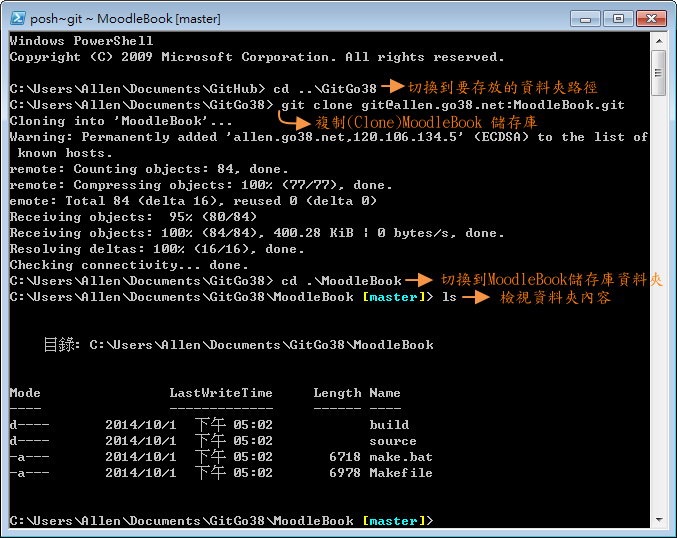 posh~git ~ MoodleBook [master]
Windows PowerShell
Copyright (C) 2009 Microsoft Corporation. All rights reserved.
C:\Users\Allen\Documents\GitHub> cd ..\GitGo38 切換到要存放的資料夾路徑
C:\Users\Allen\Documents\GitGo38> git clone git@allen.go38.net:MoodleBook.git
Cloning into 'MoodleBook'... 複制(Clone)MoodleBook 儲存庫
Warning: Permanently added 'allen.go38.net,120.106.134.5' (ECDSA) to the list of
known hosts.
remote: Counting objects: 84, done.
remote: Compressing objects: 100% (77/77), done.
emote: Total 84 (delta 16), reused 0 (delta 0)
Receiving objects:  95% (80/84)
Receiving objects: 100% (84/84), 400.28 KiB | 0 bytes/s, done.
Resolving deltas: 100% (16/16), done.
Checking connectivity... done.
C:\Users\Allen\Documents\GitGo38> cd .\MoodleBook 切換到MoodleBook儲存庫資料夾
C:\Users\Allen\Documents\GitGo38\MoodleBook [master]> ls 檢視資料夾內容
目錄: C:\Users\Allen\Documents\GitGo38\MoodleBook
Mode LastWriteTime Length Name
---- ------------- ------ ----
d---- 2014/10/1 下午 05:02 build
d---- 2014/10/1 下午 05:02 source
-a--- 2014/10/1 下午 05:02 6718 make.bat
-a--- 2014/10/1 下午 05:02 6978 Makefile
C:\Users\Allen\Documents\GitGo38\MoodleBook [master]>